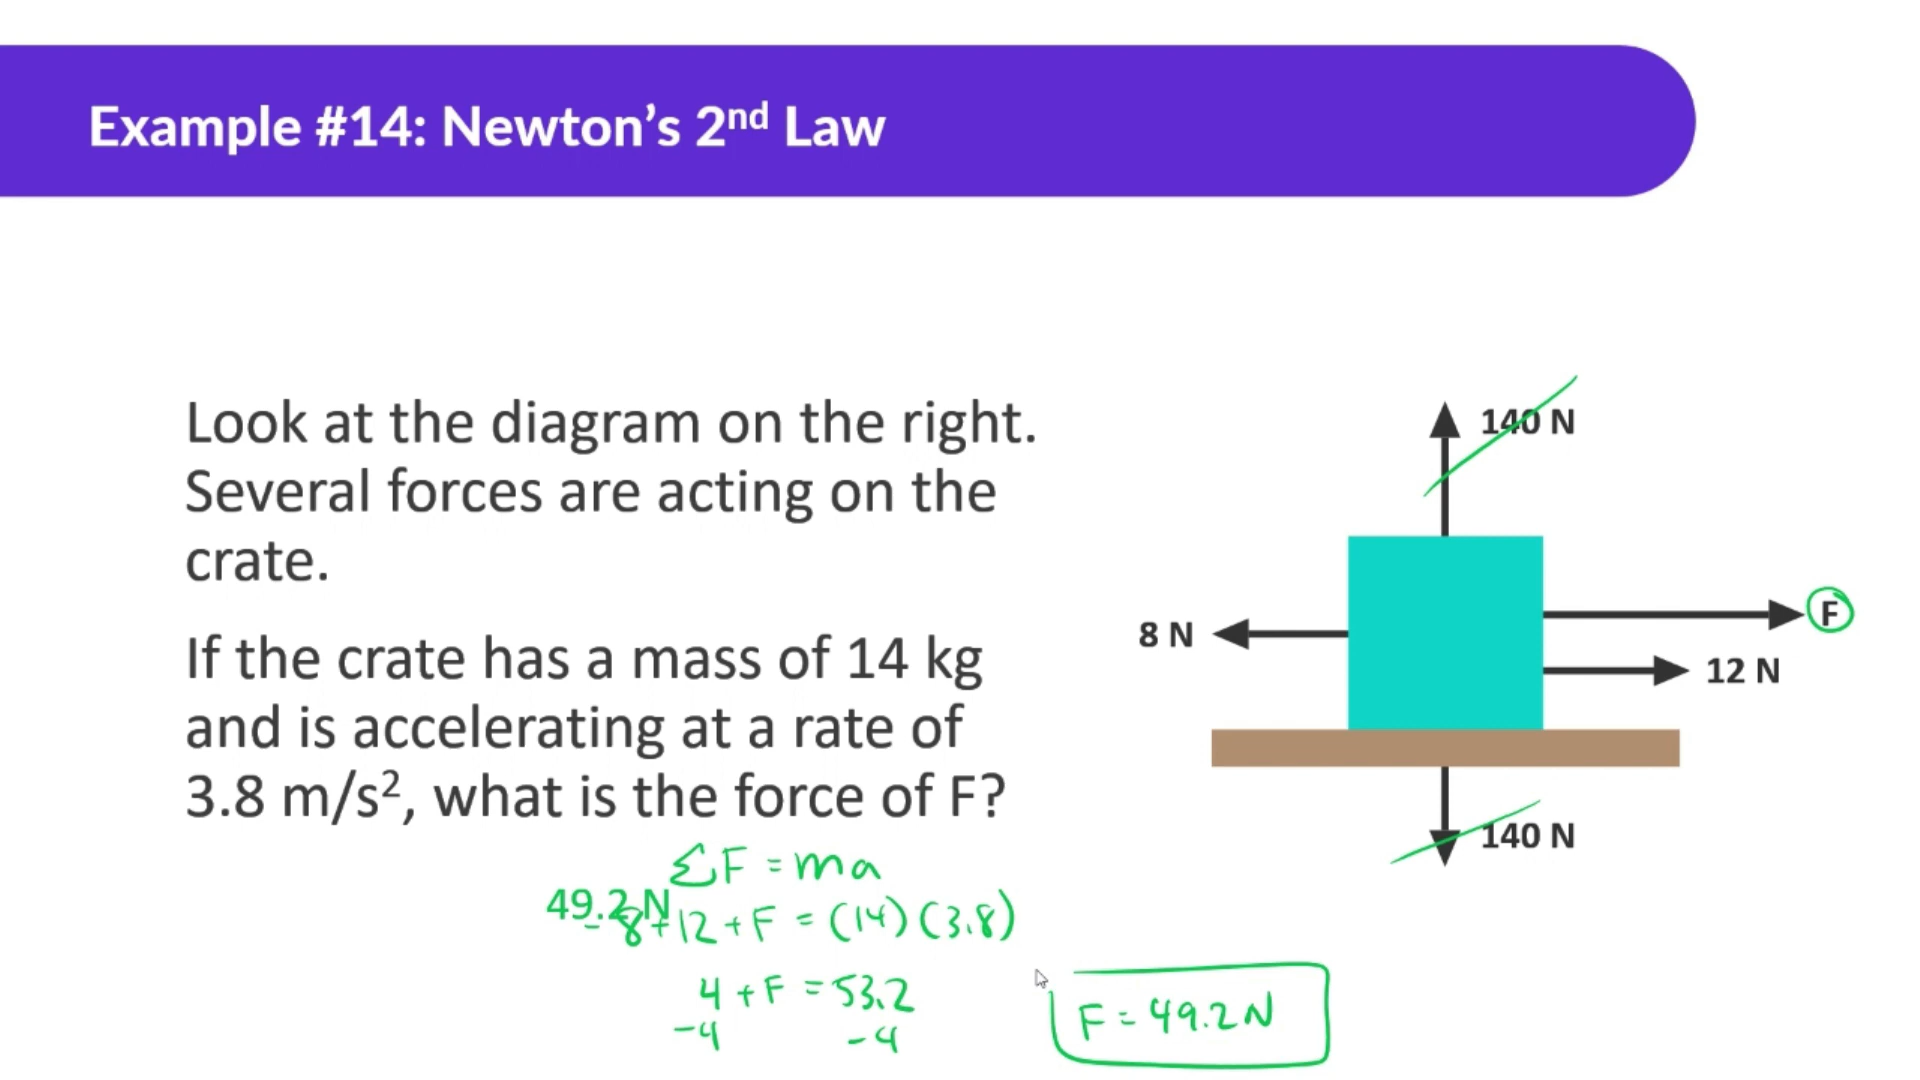 Example #14: Newton's 2nd Law
Look at the diagram on the right.
Several forces are acting on the
crate.
If the crate has a mass of 14 kg
and is accelerating at a rate of
3.8 m/s², what is the force of F?
140 N
8 N
F
12 N
140 N
ΣF = ma
49.2 N
-8+12+F = (14)(3.8)
4+F = 53.2
-4 -4
F = 49.2N